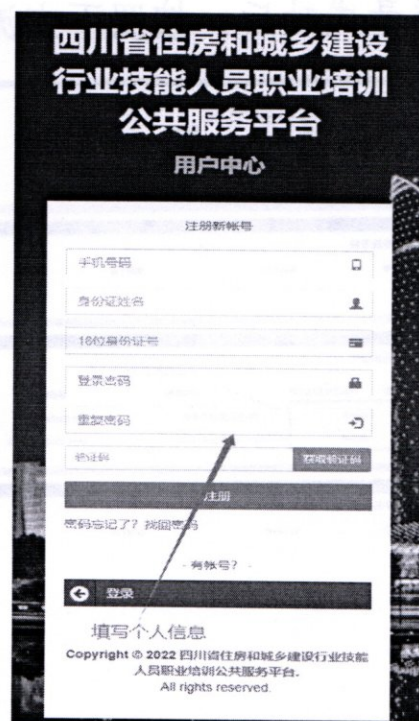 四川省住房和城乡建设
行业技能人员职业培训
公共服务平台
用户中心
注册新帐号
手机号码
身份证姓名
18位身份证号
登录密码
重复密码
验证码
获取验证码
注册
密码忘记了? 找回密码
- 有帐号? -
登录
填写个人信息
Copyright © 2022 四川省住房和城乡建设行业技能
人员职业培训公共服务平台.
All rights reserved.